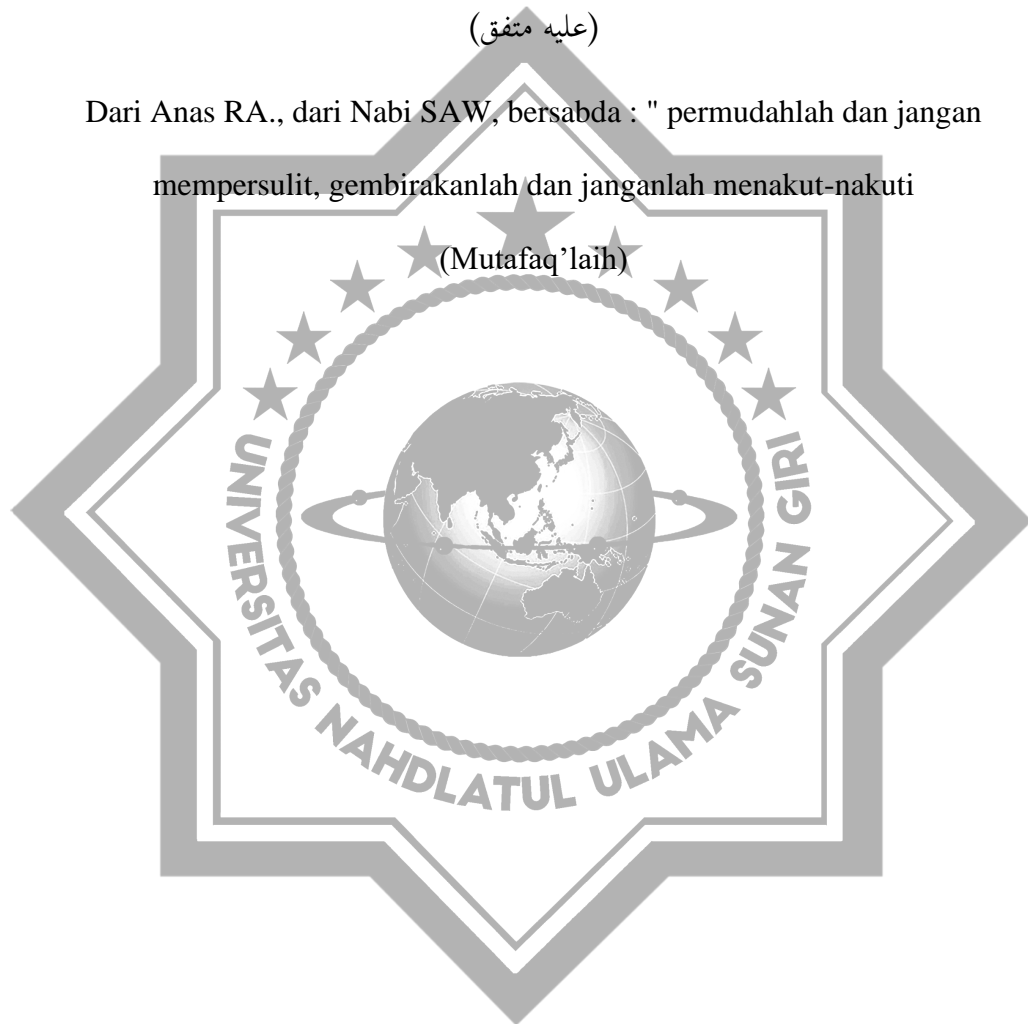 (عليه متفق)
Dari Anas RA., dari Nabi SAW, bersabda : " permudahlah dan jangan
mempersulit, gembirakanlah dan janganlah menakut-nakuti
(Mutafaq’laih)
UNIVERSITAS NAHDLATUL ULAMA SUNAN GIRI